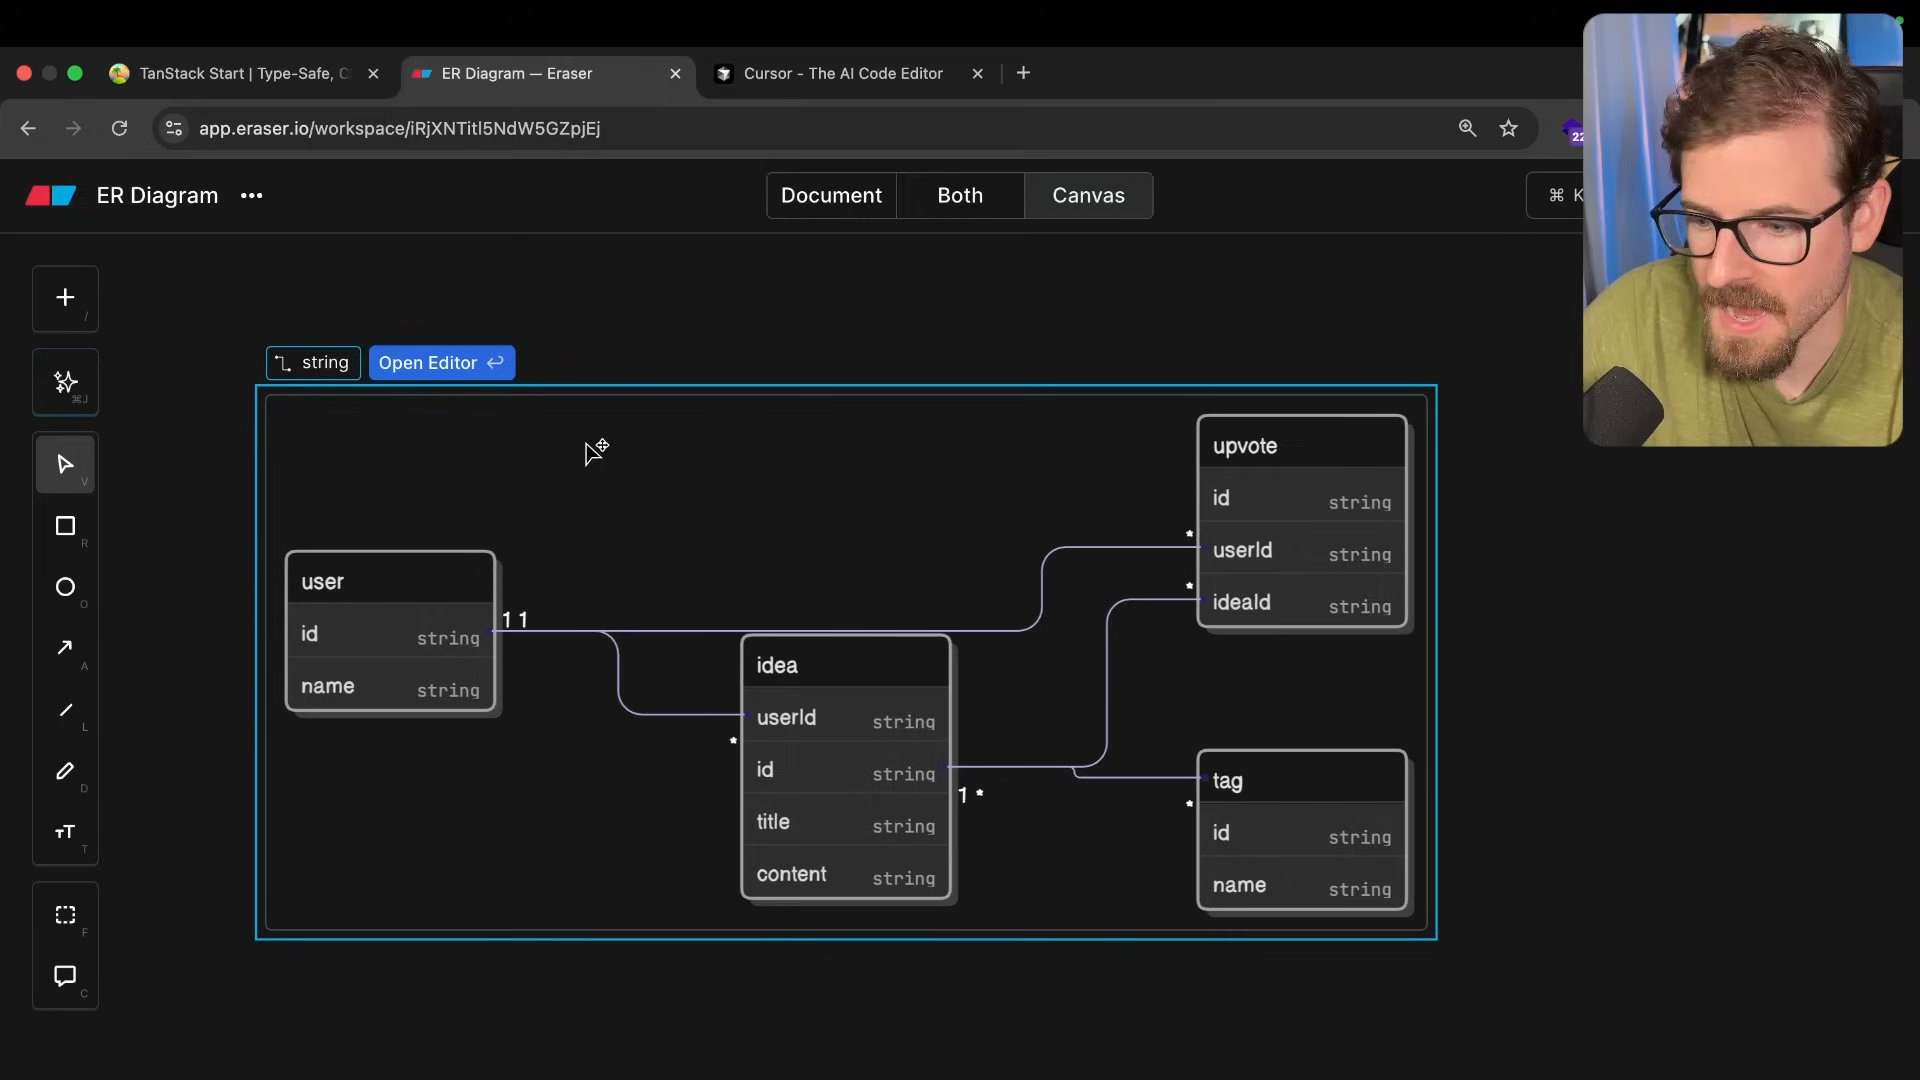 TanStack Start | Type-Safe, C
ER Diagram — Eraser
Cursor - The AI Code Editor
app.eraser.io/workspace/iRjXNTitl5NdW5GZpjEj
22
ER Diagram
Document
Both
Canvas
⌘ K
/
⌘J
V
R
O
A
L
D
T
F
C
string
Open Editor
user
id string
name string
1 1
*
idea
userId string
id string
title string
content string
1 *
upvote
id string
* userId string
* ideaId string
tag
*
id string
name string